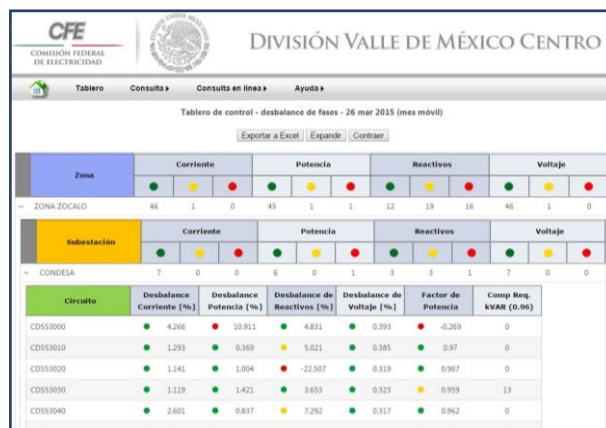 CFE
COMISIÓN FEDERAL
DE ELECTRICIDAD
DIVISIÓN VALLE DE MÉXICO CENTRO
Tablero Consulta Consulta en línea Ayuda
Tablero de control - desbalance de fases - 26 mar 2015 (mes móvil)
Exportar a Excel Expandir Contraer
Zona Corriente Potencia Reactivos Voltaje
ZONA ZOCALO 46 1 0 45 1 1 12 19 16 46 1 0
Subestación Corriente Potencia Reactivos Voltaje
CONDESA 7 0 0 6 0 1 3 3 1 7 0 0
Circuito Desbalance Corriente [%] Desbalance Potencia [%] Desbalance de Reactivos [%] Desbalance de Voltaje [%] Factor de Potencia Comp Req. kVAR (0.96)
CDS53000 4.266 10.911 4.831 0.393 -0.269 0
CDS53010 1.293 0.369 5.021 0.385 0.97 0
CDS53020 1.141 1.004 -22.507 0.319 0.967 0
CDS53030 1.119 1.421 3.653 0.323 0.959 13
CDS53040 2.601 0.837 7.292 0.317 0.962 0